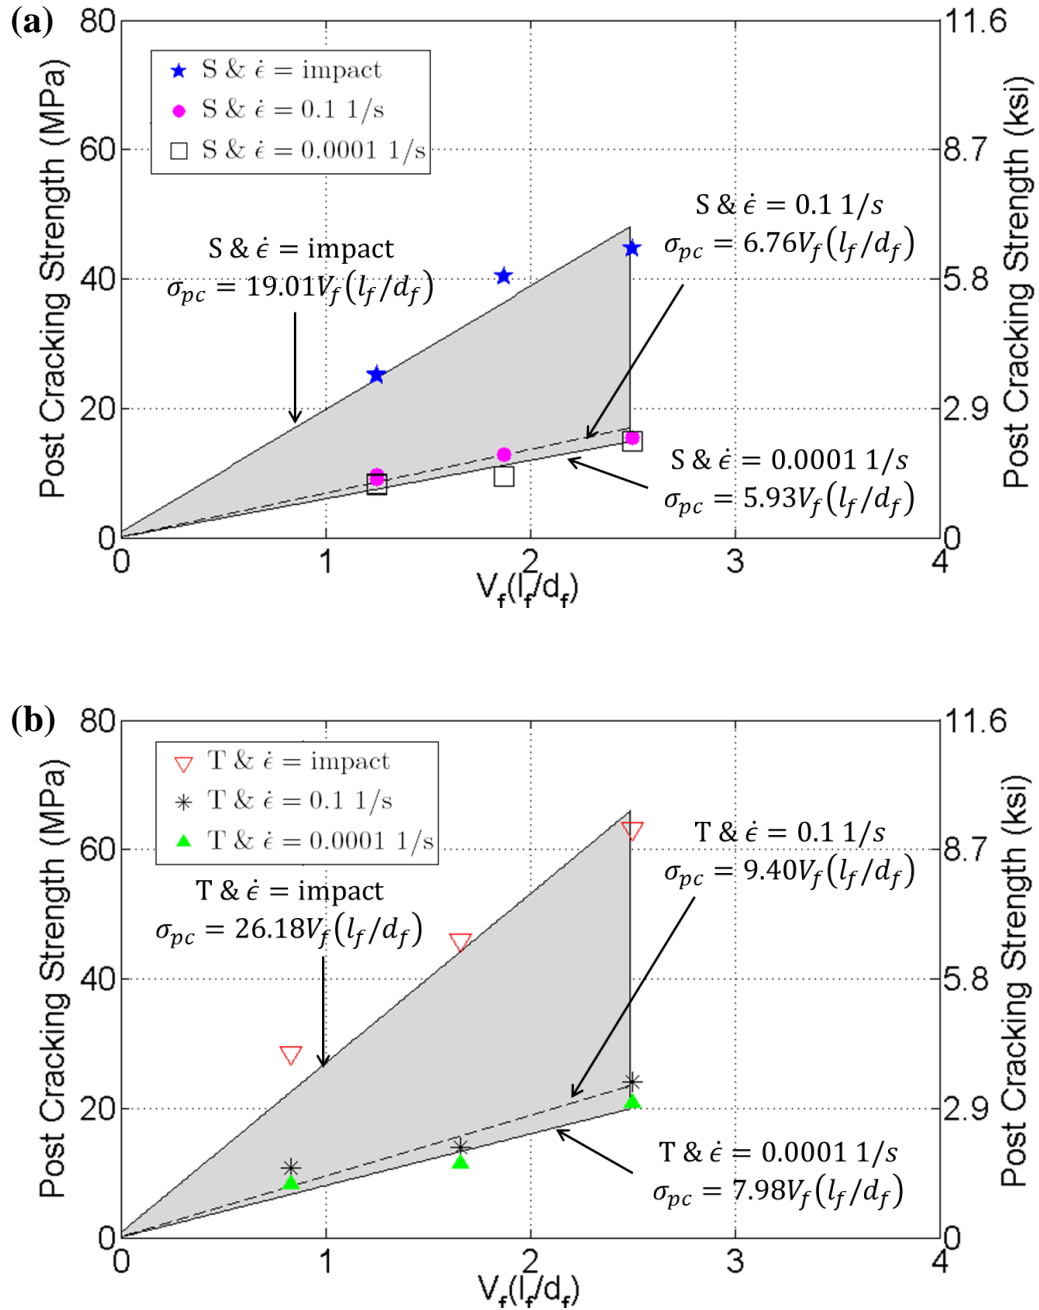 (a)
80
60
40
20
0
Post Cracking Strength (MPa)
11.6
8.7
5.8
2.9
0
Post Cracking Strength (ksi)
S & ϵ̇ = impact
S & ϵ̇ = 0.1 1/s
S & ϵ̇ = 0.0001 1/s
S & ϵ̇ = 0.1 1/s
σpc = 6.76Vf(lf/df)
S & ϵ̇ = impact
σpc = 19.01Vf(lf/df)
S & ϵ̇ = 0.0001 1/s
σpc = 5.93Vf(lf/df)
0 1 2 3 4
Vf(lf/df)
(b)
80
60
40
20
0
Post Cracking Strength (MPa)
11.6
8.7
5.8
2.9
0
Post Cracking Strength (ksi)
T & ϵ̇ = impact
T & ϵ̇ = 0.1 1/s
T & ϵ̇ = 0.0001 1/s
T & ϵ̇ = 0.1 1/s
σpc = 9.40Vf(lf/df)
T & ϵ̇ = impact
σpc = 26.18Vf(lf/df)
T & ϵ̇ = 0.0001 1/s
σpc = 7.98Vf(lf/df)
0 1 2 3 4
Vf(lf/df)